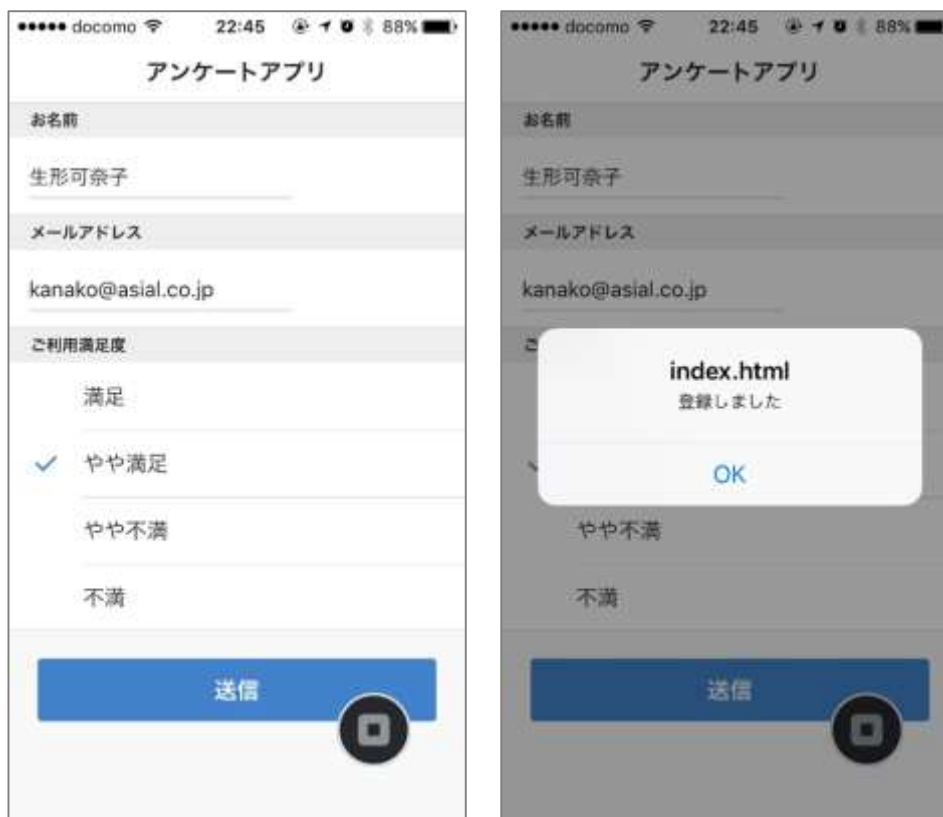 docomo 22:45 88%
アンケートアプリ
お名前
生形可奈子
メールアドレス
kanako@asial.co.jp
ご利用満足度
満足
やや満足
やや不満
不満
送信
docomo 22:45 88%
アンケートアプリ
お名前
生形可奈子
メールアドレス
kanako@asial.co.jp
ご
index.html
登録しました
OK
やや不満
不満
送信